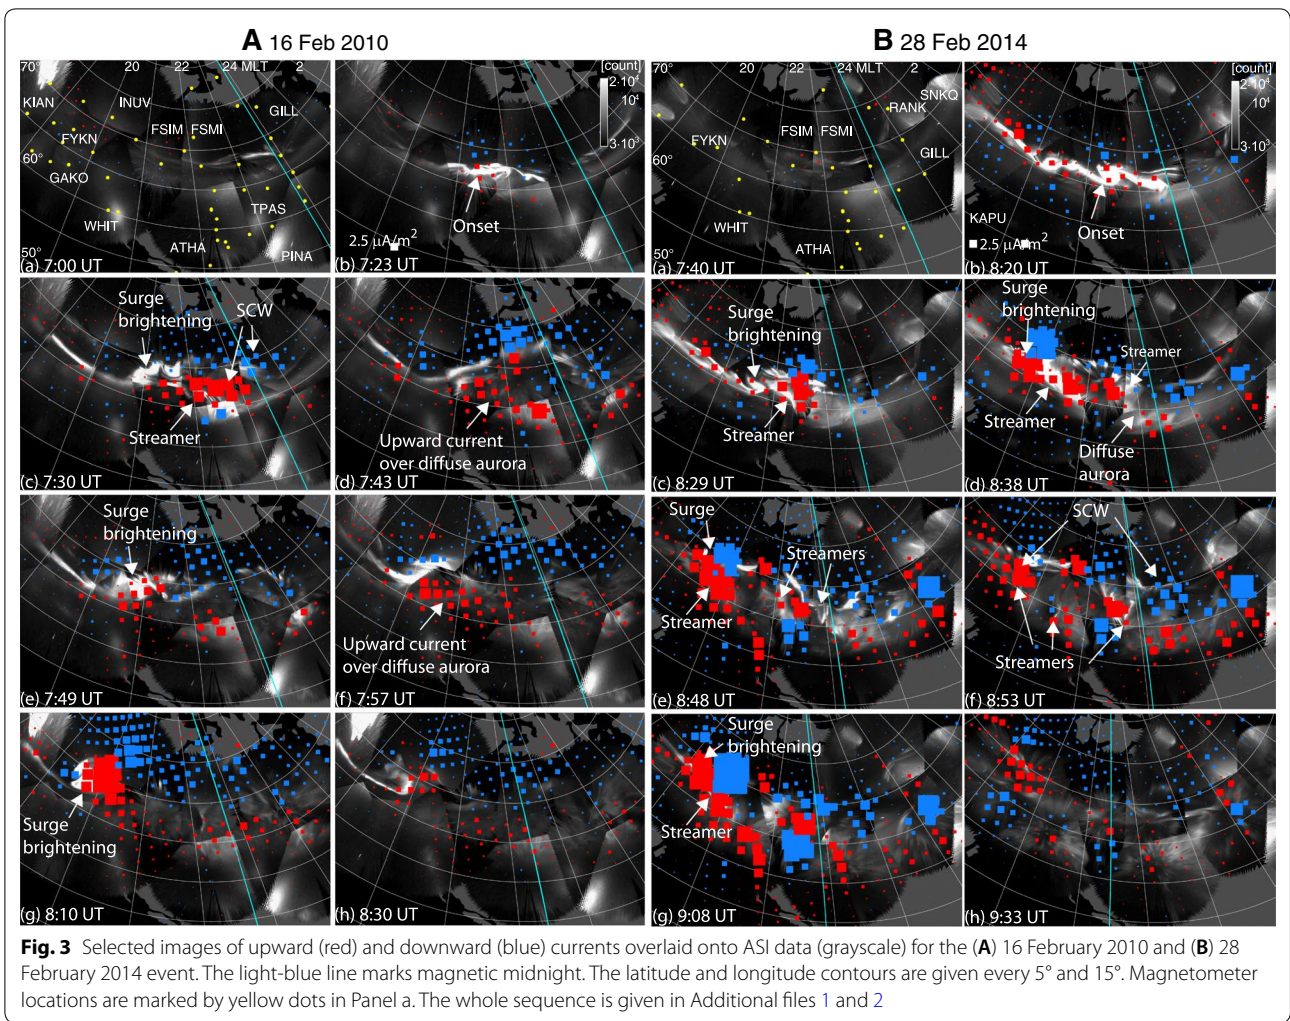 A 16 Feb 2010
B 28 Feb 2014
70° 20 22 24 MLT 2
KIAN INUV GILL
FSIM FSMI
FYKN
60°
GAKO
TPAS
WHIT
ATHA
PINA
50°
(a) 7:00 UT
[count]
2·10⁴
10⁴
3·10³
Onset
2.5 μA/m²
(b) 7:23 UT
70° 20 22 24 MLT 2
SNKQ
RANK
FSIM FSMI
FYKN
GILL
60°
WHIT
ATHA
50°
(a) 7:40 UT
[count]
2·10⁴
10⁴
3·10³
KAPU
Onset
2.5 μA/m²
(b) 8:20 UT
Surge
brightening
SCW
Streamer
(c) 7:30 UT
Upward current
over diffuse aurora
(d) 7:43 UT
Surge
brightening
Streamer
(c) 8:29 UT
Surge
brightening
Streamer
Streamer
Diffuse
aurora
(d) 8:38 UT
Surge
brightening
(e) 7:49 UT
Upward current
over diffuse aurora
(f) 7:57 UT
Surge
Streamers
Streamer
(e) 8:48 UT
SCW
Streamers
(f) 8:53 UT
Surge
brightening
(g) 8:10 UT
(h) 8:30 UT
Surge
brightening
Streamer
(g) 9:08 UT
(h) 9:33 UT
Fig. 3 Selected images of upward (red) and downward (blue) currents overlaid onto ASI data (grayscale) for the (A) 16 February 2010 and (B) 28
February 2014 event. The light-blue line marks magnetic midnight. The latitude and longitude contours are given every 5° and 15°. Magnetometer
locations are marked by yellow dots in Panel a. The whole sequence is given in Additional files 1 and 2